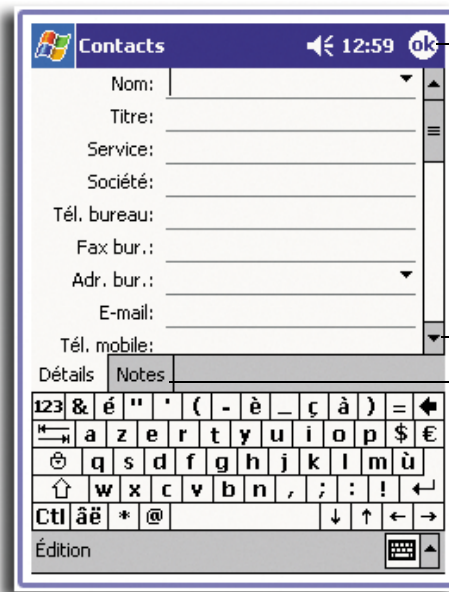 Contacts 12:59 ok
Nom:
Titre:
Service:
Société:
Tél. bureau:
Fax bur.:
Adr. bur.:
E-mail:
Tél. mobile:
Détails Notes
123 & é " ' ( - è _ ç à ) = 
a z e r t y u i o p $ €
q s d f g h j k l m ù
w x c v b n , ; : !
Ctl âë * @ ↓ ↑ ← →
Édition